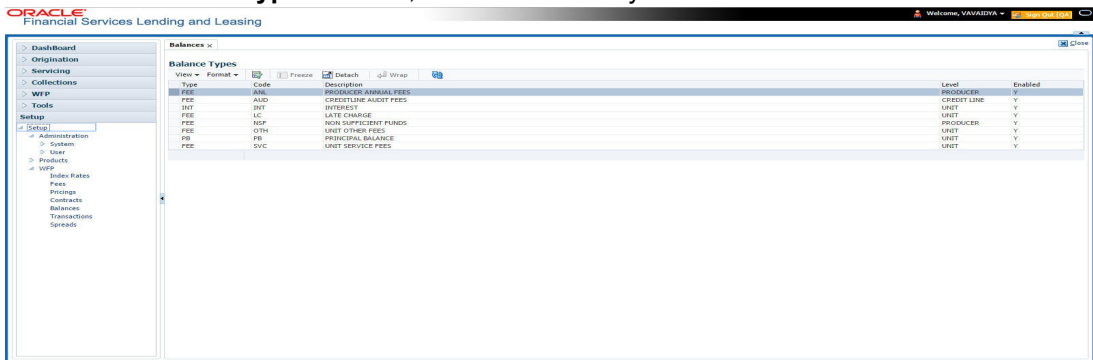 ORACLE
Financial Services Lending and Leasing
Welcome, VAVAIDYA
Sign Out [QA]
DashBoard
Origination
Servicing
Collections
WFP
Tools
Setup
Setup
Administration
System
User
Products
WFP
Index Rates
Fees
Pricings
Contracts
Balances
Transactions
Spreads
Balances
Close
Balance Types
View Format Freeze Detach Wrap
Type Code Description Level Enabled
FEE ANL PRODUCER ANNUAL FEES PRODUCER Y
FEE AUD CREDITLINE AUDIT FEES CREDIT LINE Y
INT INT INTEREST UNIT Y
FEE LC LATE CHARGE UNIT Y
FEE NSF NON SUFFICIENT FUNDS PRODUCER Y
FEE OTH UNIT OTHER FEES UNIT Y
PB PB PRINCIPAL BALANCE UNIT Y
FEE SVC UNIT SERVICE FEES UNIT Y